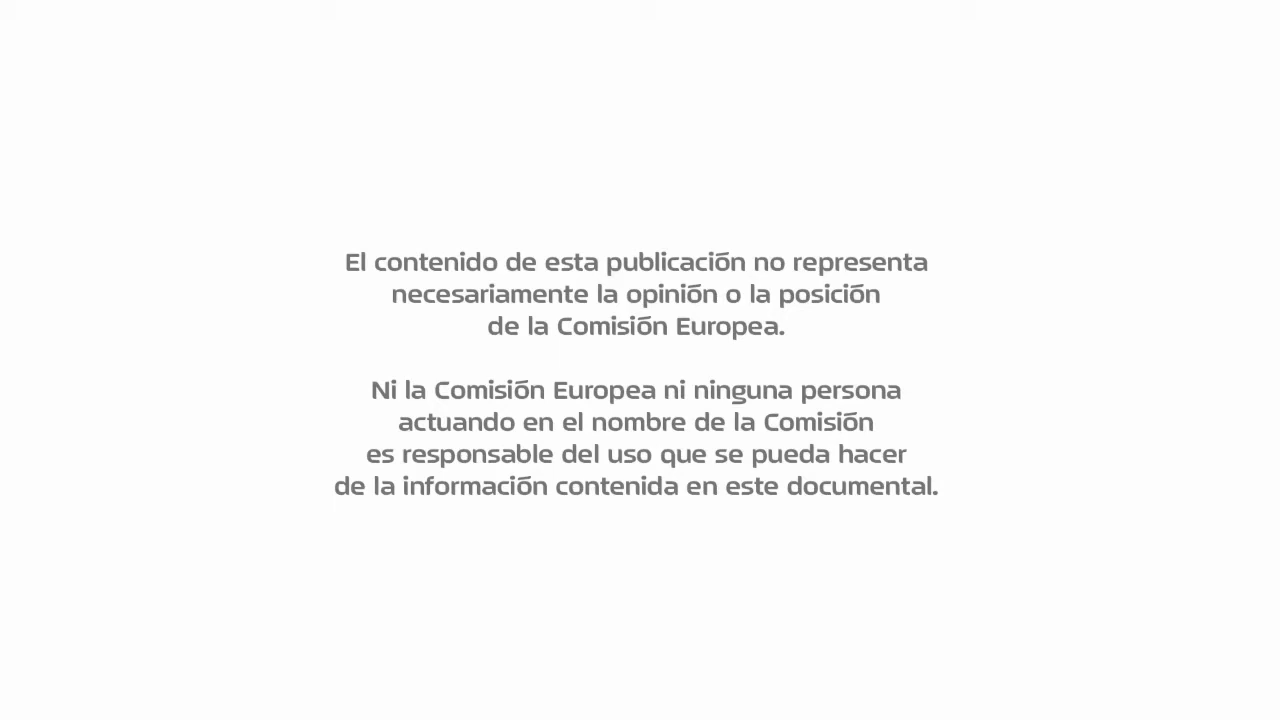 El contenido de esta publicación no representa
necesariamente la opinión o la posición
de la Comisión Europea.
Ni la Comisión Europea ni ninguna persona
actuando en el nombre de la Comisión
es responsable del uso que se pueda hacer
de la información contenida en este documental.